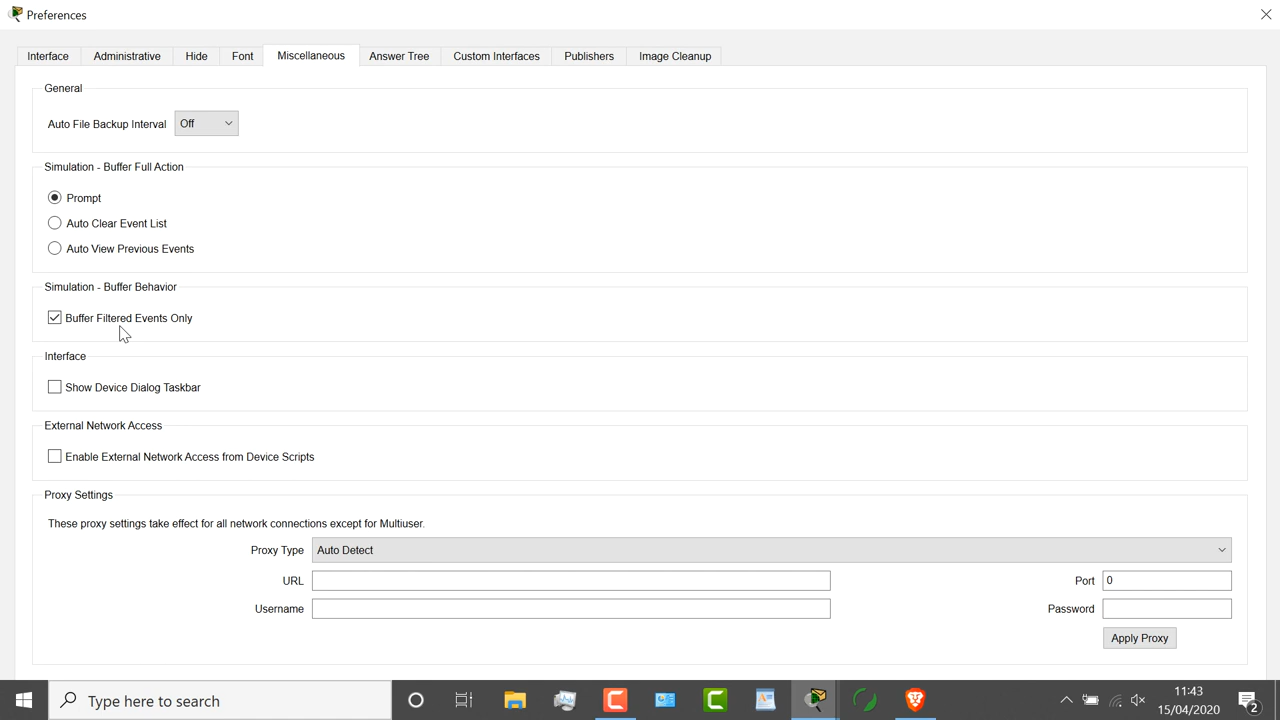 Preferences
Interface Administrative Hide Font Miscellaneous Answer Tree Custom Interfaces Publishers Image Cleanup
General
Auto File Backup Interval Off
Simulation - Buffer Full Action
Prompt
Auto Clear Event List
Auto View Previous Events
Simulation - Buffer Behavior
Buffer Filtered Events Only
Interface
Show Device Dialog Taskbar
External Network Access
Enable External Network Access from Device Scripts
Proxy Settings
These proxy settings take effect for all network connections except for Multiuser.
Proxy Type Auto Detect
URL Port 0
Username Password
Apply Proxy
Type here to search 11:43
15/04/2020 2